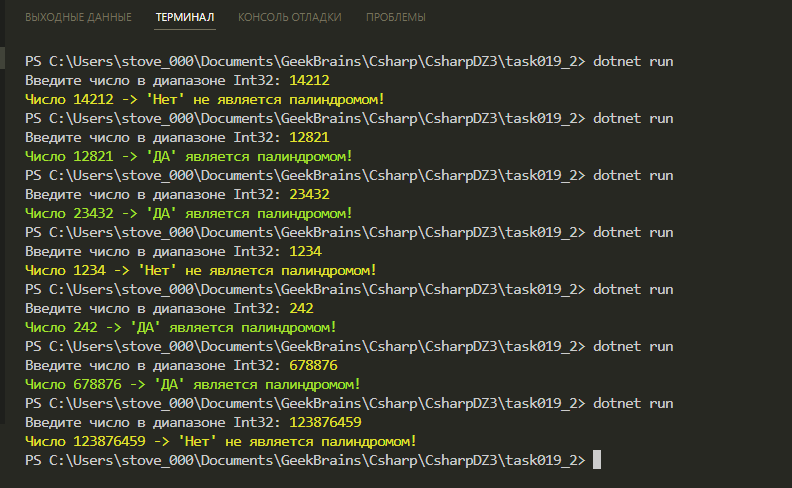 ВЫХОДНЫЕ ДАННЫЕ ТЕРМИНАЛ КОНСОЛЬ ОТЛАДКИ ПРОБЛЕМЫ
PS C:\Users\stove_000\Documents\GeekBrains\Csharp\CsharpDZ3\task019_2> dotnet run
Введите число в диапазоне Int32: 14212
Число 14212 -> 'Нет' не является палиндромом!
PS C:\Users\stove_000\Documents\GeekBrains\Csharp\CsharpDZ3\task019_2> dotnet run
Введите число в диапазоне Int32: 12821
Число 12821 -> 'ДА' является палиндромом!
PS C:\Users\stove_000\Documents\GeekBrains\Csharp\CsharpDZ3\task019_2> dotnet run
Введите число в диапазоне Int32: 23432
Число 23432 -> 'ДА' является палиндромом!
PS C:\Users\stove_000\Documents\GeekBrains\Csharp\CsharpDZ3\task019_2> dotnet run
Введите число в диапазоне Int32: 1234
Число 1234 -> 'Нет' не является палиндромом!
PS C:\Users\stove_000\Documents\GeekBrains\Csharp\CsharpDZ3\task019_2> dotnet run
Введите число в диапазоне Int32: 242
Число 242 -> 'ДА' является палиндромом!
PS C:\Users\stove_000\Documents\GeekBrains\Csharp\CsharpDZ3\task019_2> dotnet run
Введите число в диапазоне Int32: 678876
Число 678876 -> 'ДА' является палиндромом!
PS C:\Users\stove_000\Documents\GeekBrains\Csharp\CsharpDZ3\task019_2> dotnet run
Введите число в диапазоне Int32: 123876459
Число 123876459 -> 'Нет' не является палиндромом!
PS C:\Users\stove_000\Documents\GeekBrains\Csharp\CsharpDZ3\task019_2>